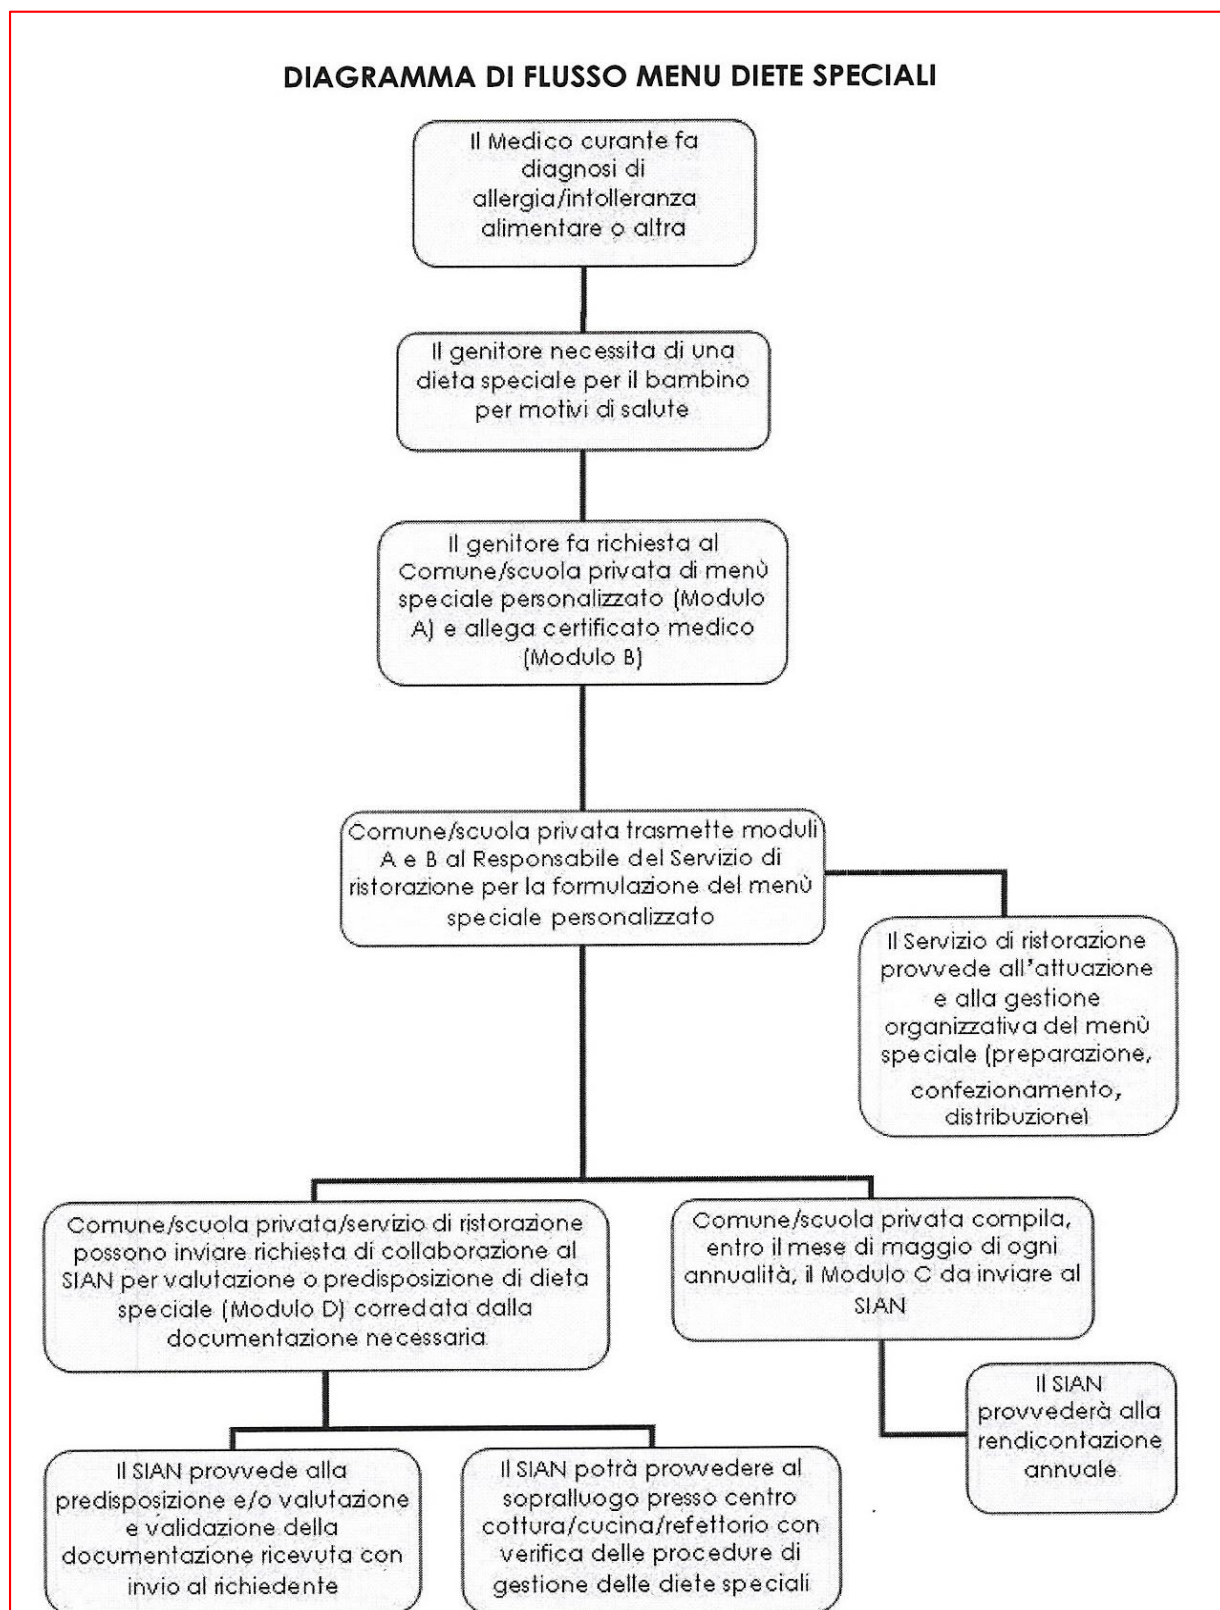 DIAGRAMMA DI FLUSSO MENU DIETE SPECIALI
Il Medico curante fa
diagnosi di
allergia/intolleranza
alimentare o altra
Il genitore necessita di una
dieta speciale per il bambino
per motivi di salute
Il genitore fa richiesta al
Comune/scuola privata di menù
speciale personalizzato (Modulo
A) e allega certificato medico
(Modulo B)
Comune/scuola privata trasmette moduli
A e B al Responsabile del Servizio di
ristorazione per la formulazione del menù
speciale personalizzato
Il Servizio di ristorazione
provvede all'attuazione
e alla gestione
organizzativa del menù
speciale (preparazione,
confezionamento,
distribuzione)
Comune/scuola privata/servizio di ristorazione
possono inviare richiesta di collaborazione al
SIAN per valutazione o predisposizione di dieta
speciale (Modulo D) corredata dalla
documentazione necessaria.
Comune/scuola privata compila,
entro il mese di maggio di ogni
annualità, il Modulo C da inviare al
SIAN
Il SIAN
provvederà alla
rendicontazione
annuale.
Il SIAN provvede alla
predisposizione e/o valutazione
e validazione della
documentazione ricevuta con
invio al richiedente
Il SIAN potrà provvedere al
sopralluogo presso centro
cottura/cucina/refettorio con
verifica delle procedure di
gestione delle diete speciali